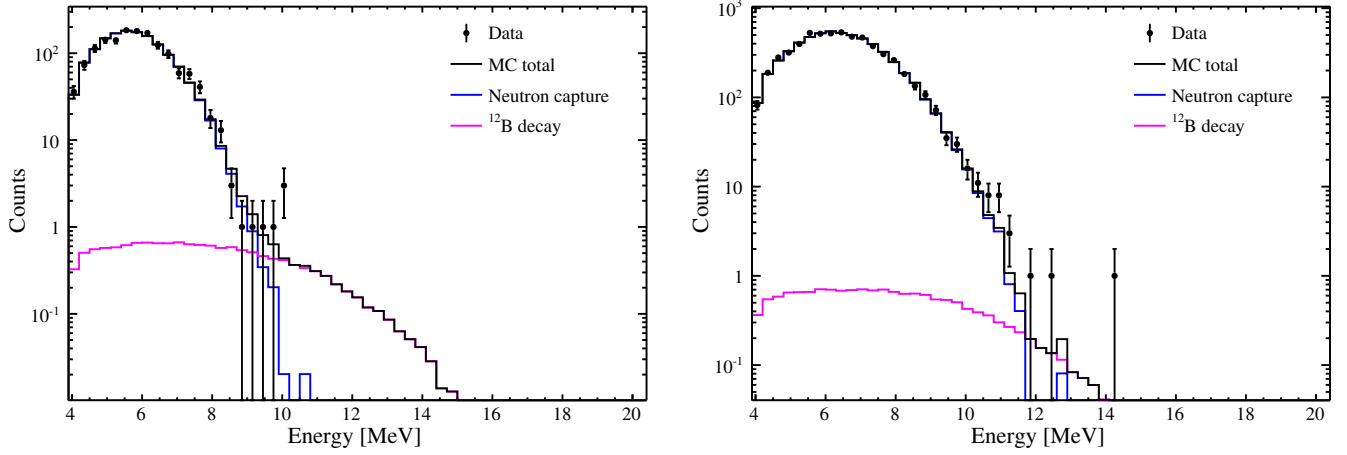 Counts
10²
10
1
10⁻¹
Data
MC total
Neutron capture
¹²B decay
4 6 8 10 12 14 16 18 20
Energy [MeV]
Counts
10³
10²
10
1
10⁻¹
Data
MC total
Neutron capture
¹²B decay
4 6 8 10 12 14 16 18 20
Energy [MeV]